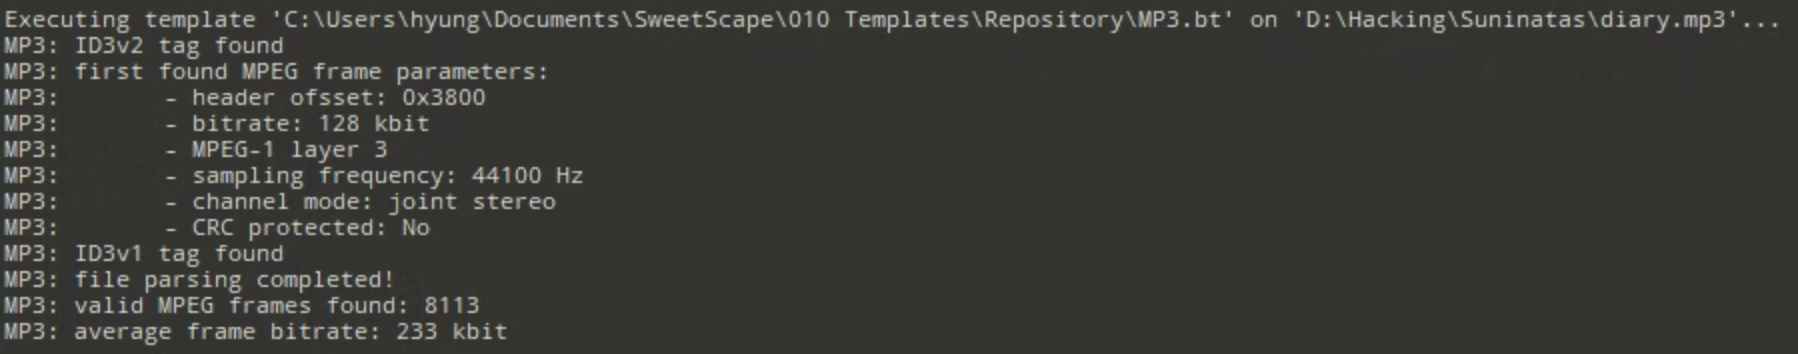 Executing template 'C:\Users\hyung\Documents\SweetScape\010 Templates\Repository\MP3.bt' on 'D:\Hacking\Suninatas\diary.mp3'...
MP3: ID3v2 tag found
MP3: first found MPEG frame parameters:
MP3:       - header ofsset: 0x3800
MP3:       - bitrate: 128 kbit
MP3:       - MPEG-1 layer 3
MP3:       - sampling frequency: 44100 Hz
MP3:       - channel mode: joint stereo
MP3:       - CRC protected: No
MP3: ID3v1 tag found
MP3: file parsing completed!
MP3: valid MPEG frames found: 8113
MP3: average frame bitrate: 233 kbit